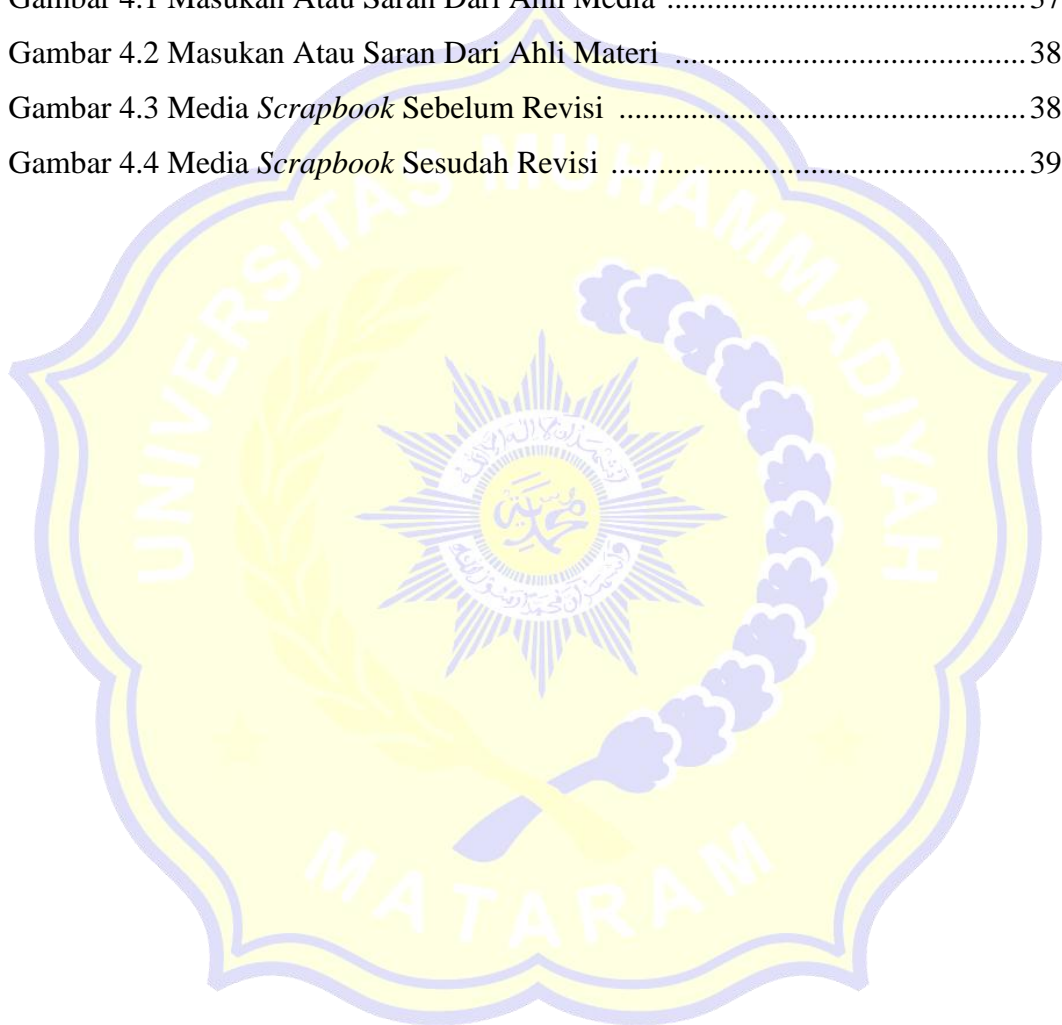 Gambar 4.1 Masukan Atau Saran Dari Ahli Media ............................................ 37
Gambar 4.2 Masukan Atau Saran Dari Ahli Materi ........................................... 38
Gambar 4.3 Media Scrapbook Sebelum Revisi .................................................. 38
Gambar 4.4 Media Scrapbook Sesudah Revisi ................................................... 39
UNIVERSITAS MUHAMMADIYAH
MATARAM